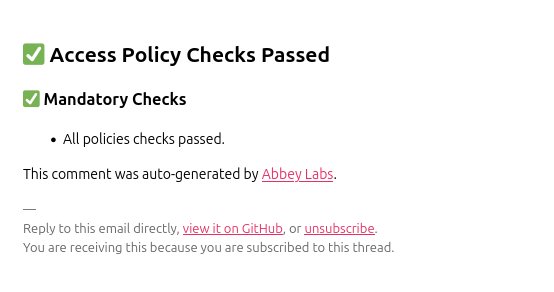 ✅ Access Policy Checks Passed
✅ Mandatory Checks
• All policies checks passed.
This comment was auto-generated by Abbey Labs.
—
Reply to this email directly, view it on GitHub, or unsubscribe.
You are receiving this because you are subscribed to this thread.